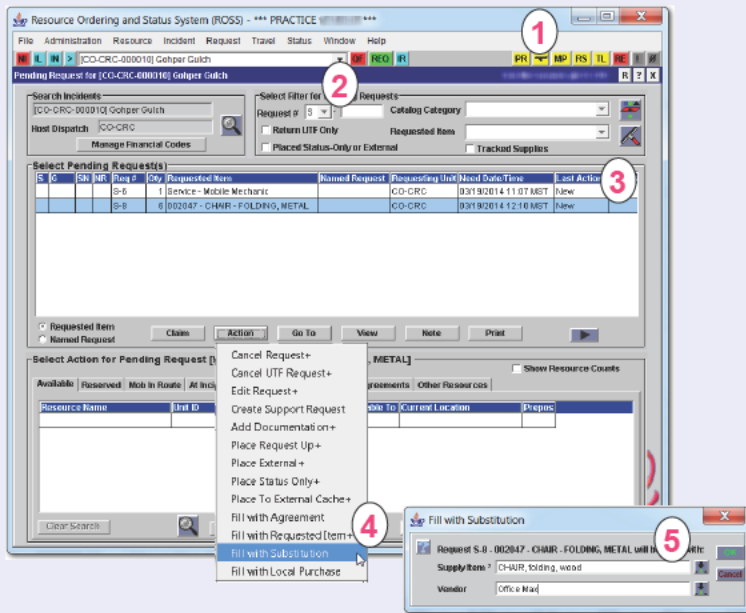 Resource Ordering and Status System (ROSS) - *** PRACTICE ***
File Administration Resource Incident Request Travel Status Window Help
NI IL IN > [CO-CRC-000010] Gohper Gulch OF REQ IR PR MP RS TL RE I
1
Pending Request for [CO-CRC-000010] Gohper Gulch R ? X
Search Incidents
[CO-CRC-000010] Gohper Gulch
Host Dispatch CO-CRC
Manage Financial Codes
Select Filter for Requests
2
Request # S - Catalog Category
Return UTF Only Requested Item
Placed Status-Only or External Tracked Supplies
Select Pending Request(s)
3
S G SN NR Req # Qty Requested Item Named Request Requesting Unit Need Date/Time Last Action
S-6 1 Service - Mobile Mechanic CO-CRC 03/19/2014 11:07 MST New
S-8 6 002047 - CHAIR - FOLDING, METAL CO-CRC 03/19/2014 12:10 MST New
Requested Item
Named Request
Claim Action Go To View Note Print
Select Action for Pending Request METAL]
Show Resource Counts
Available Reserved Mob In Route At Inci greements Other Resources
Resource Name Unit ID able To Current Location Prepos
Clear Search
Cancel Request+
Cancel UTF Request+
Edit Request+
Create Support Request
Add Documentation+
Place Request Up+
Place External+
Place Status Only+
Place To External Cache+
Fill with Agreement
Fill with Requested Item+
Fill with Substitution
Fill with Local Purchase
4
Fill with Substitution X
5
Request S-8 - 002047 - CHAIR - FOLDING, METAL will b th: OK
Supply Item * CHAIR, folding, wood
Cancel
Vendor Office Max